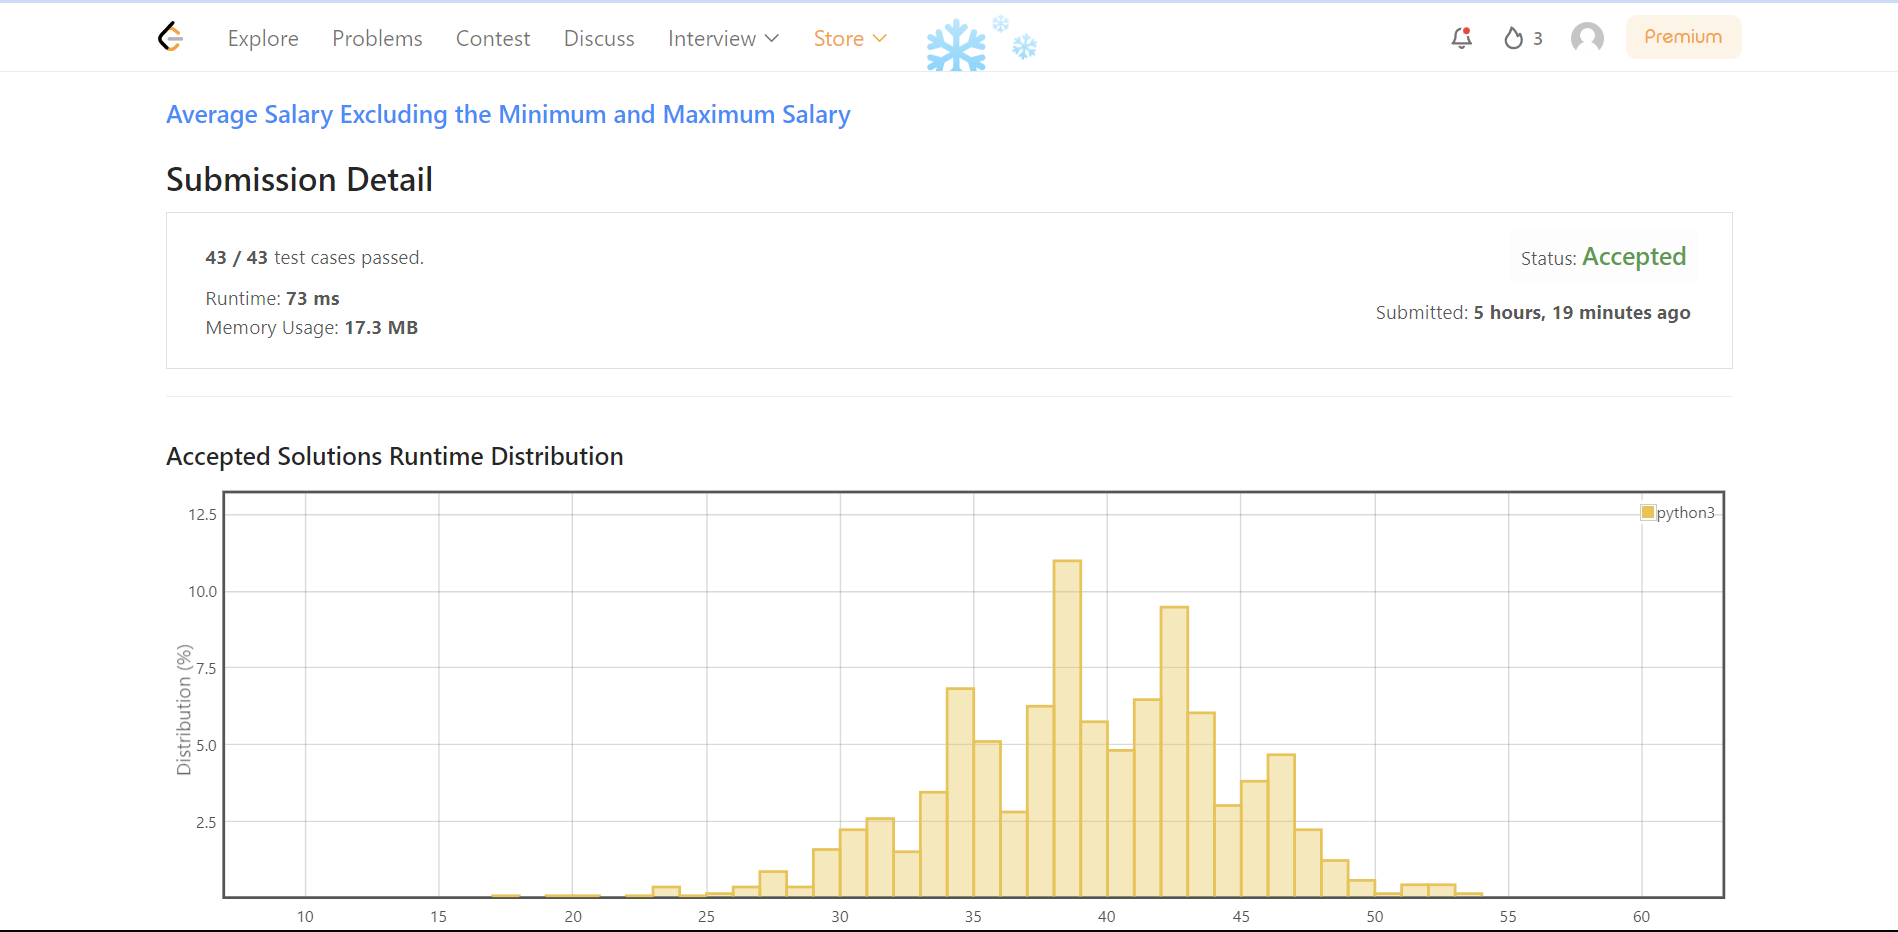 Explore Problems Contest Discuss Interview Store 3 Premium
Average Salary Excluding the Minimum and Maximum Salary
Submission Detail
43 / 43 test cases passed.
Status: Accepted
Runtime: 73 ms
Submitted: 5 hours, 19 minutes ago
Memory Usage: 17.3 MB
Accepted Solutions Runtime Distribution
12.5
python3
10.0
7.5
Distribution (%)
5.0
2.5
10 15 20 25 30 35 40 45 50 55 60